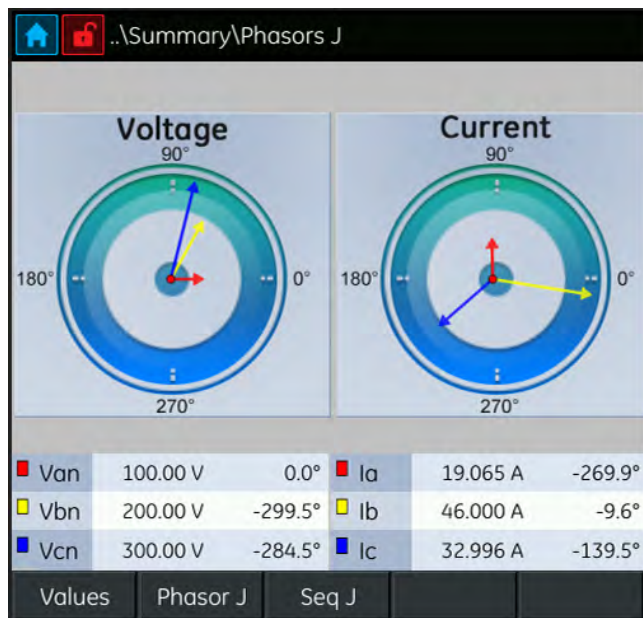 ..\Summary\Phasors J
Voltage
90°
180°
0°
270°
Current
90°
180°
0°
270°
Van 100.00 V 0.0° Ia 19.065 A -269.9°
Vbn 200.00 V -299.5° Ib 46.000 A -9.6°
Vcn 300.00 V -284.5° Ic 32.996 A -139.5°
Values Phasor J Seq J